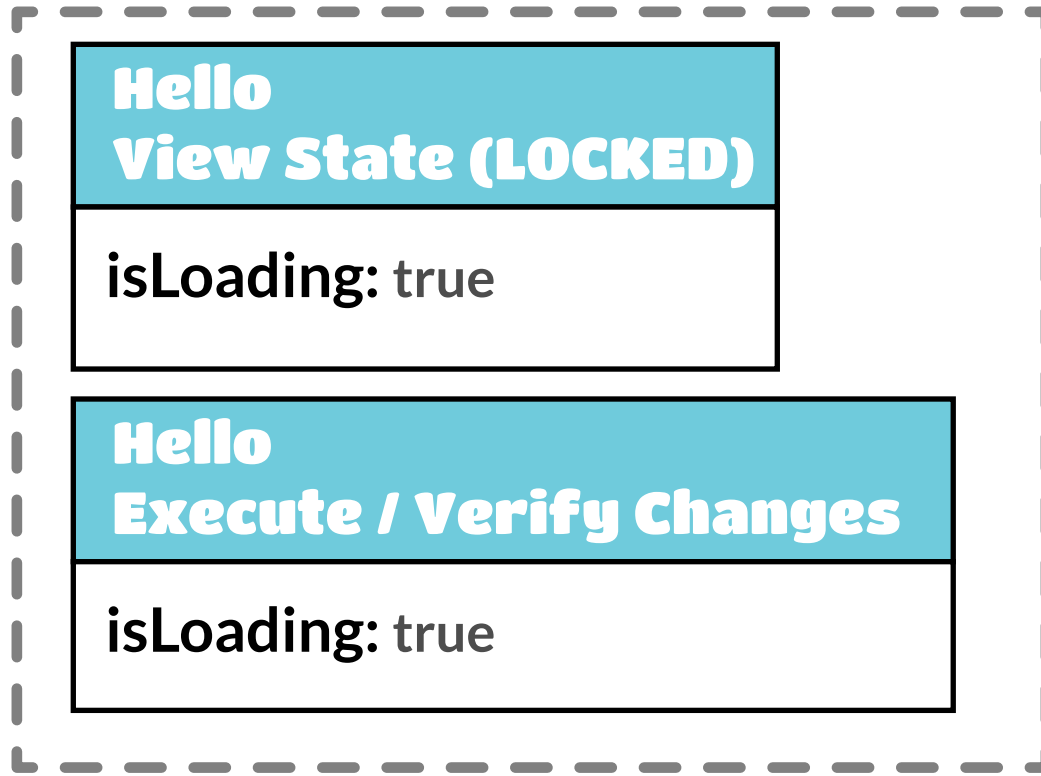 Hello
View State (LOCKED)
isLoading: true
Hello
Execute / Verify Changes
isLoading: true